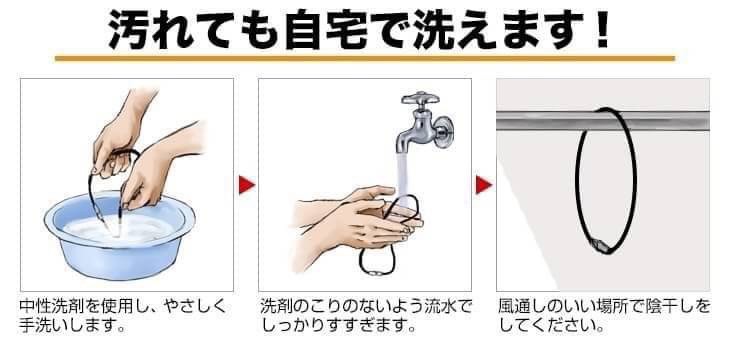 汚れても自宅で洗えます！
中性洗剤を使用し、やさしく
手洗いします。
洗剤のこりのないよう流水で
しっかりすすぎます。
風通しのいい場所で陰干しを
してください。